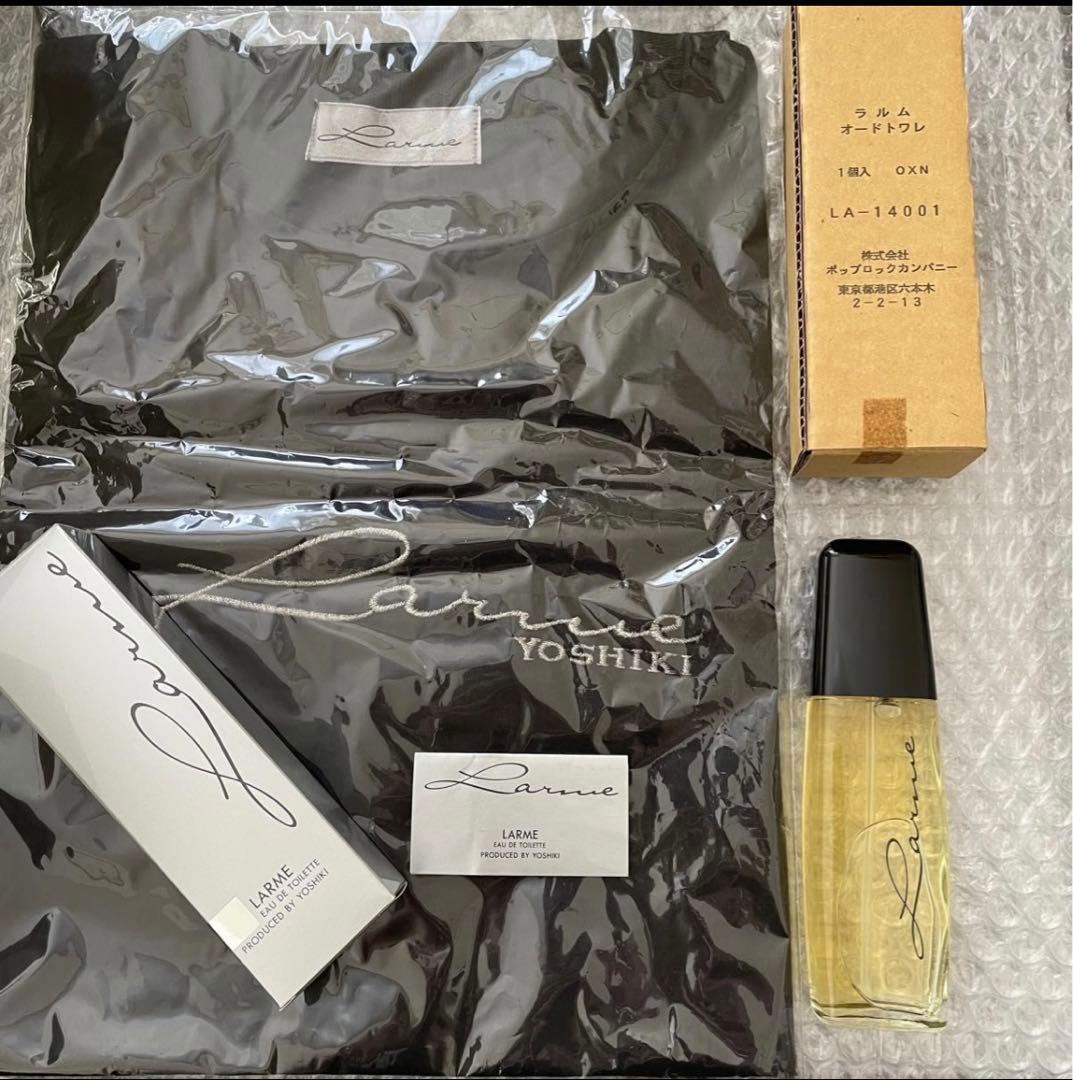 Larme
ラルム
オードトワレ
1個入 OXN
LA-14001
株式会社
ポップロックカンパニー
東京都港区六本木
2-2-13
Larme
YOSHIKI
Larme
LARME
EAU DE TOILETTE
PRODUCED BY YOSHIKI
Larme
LARME
EAU DE TOILETTE
PRODUCED BY YOSHIKI
Larme